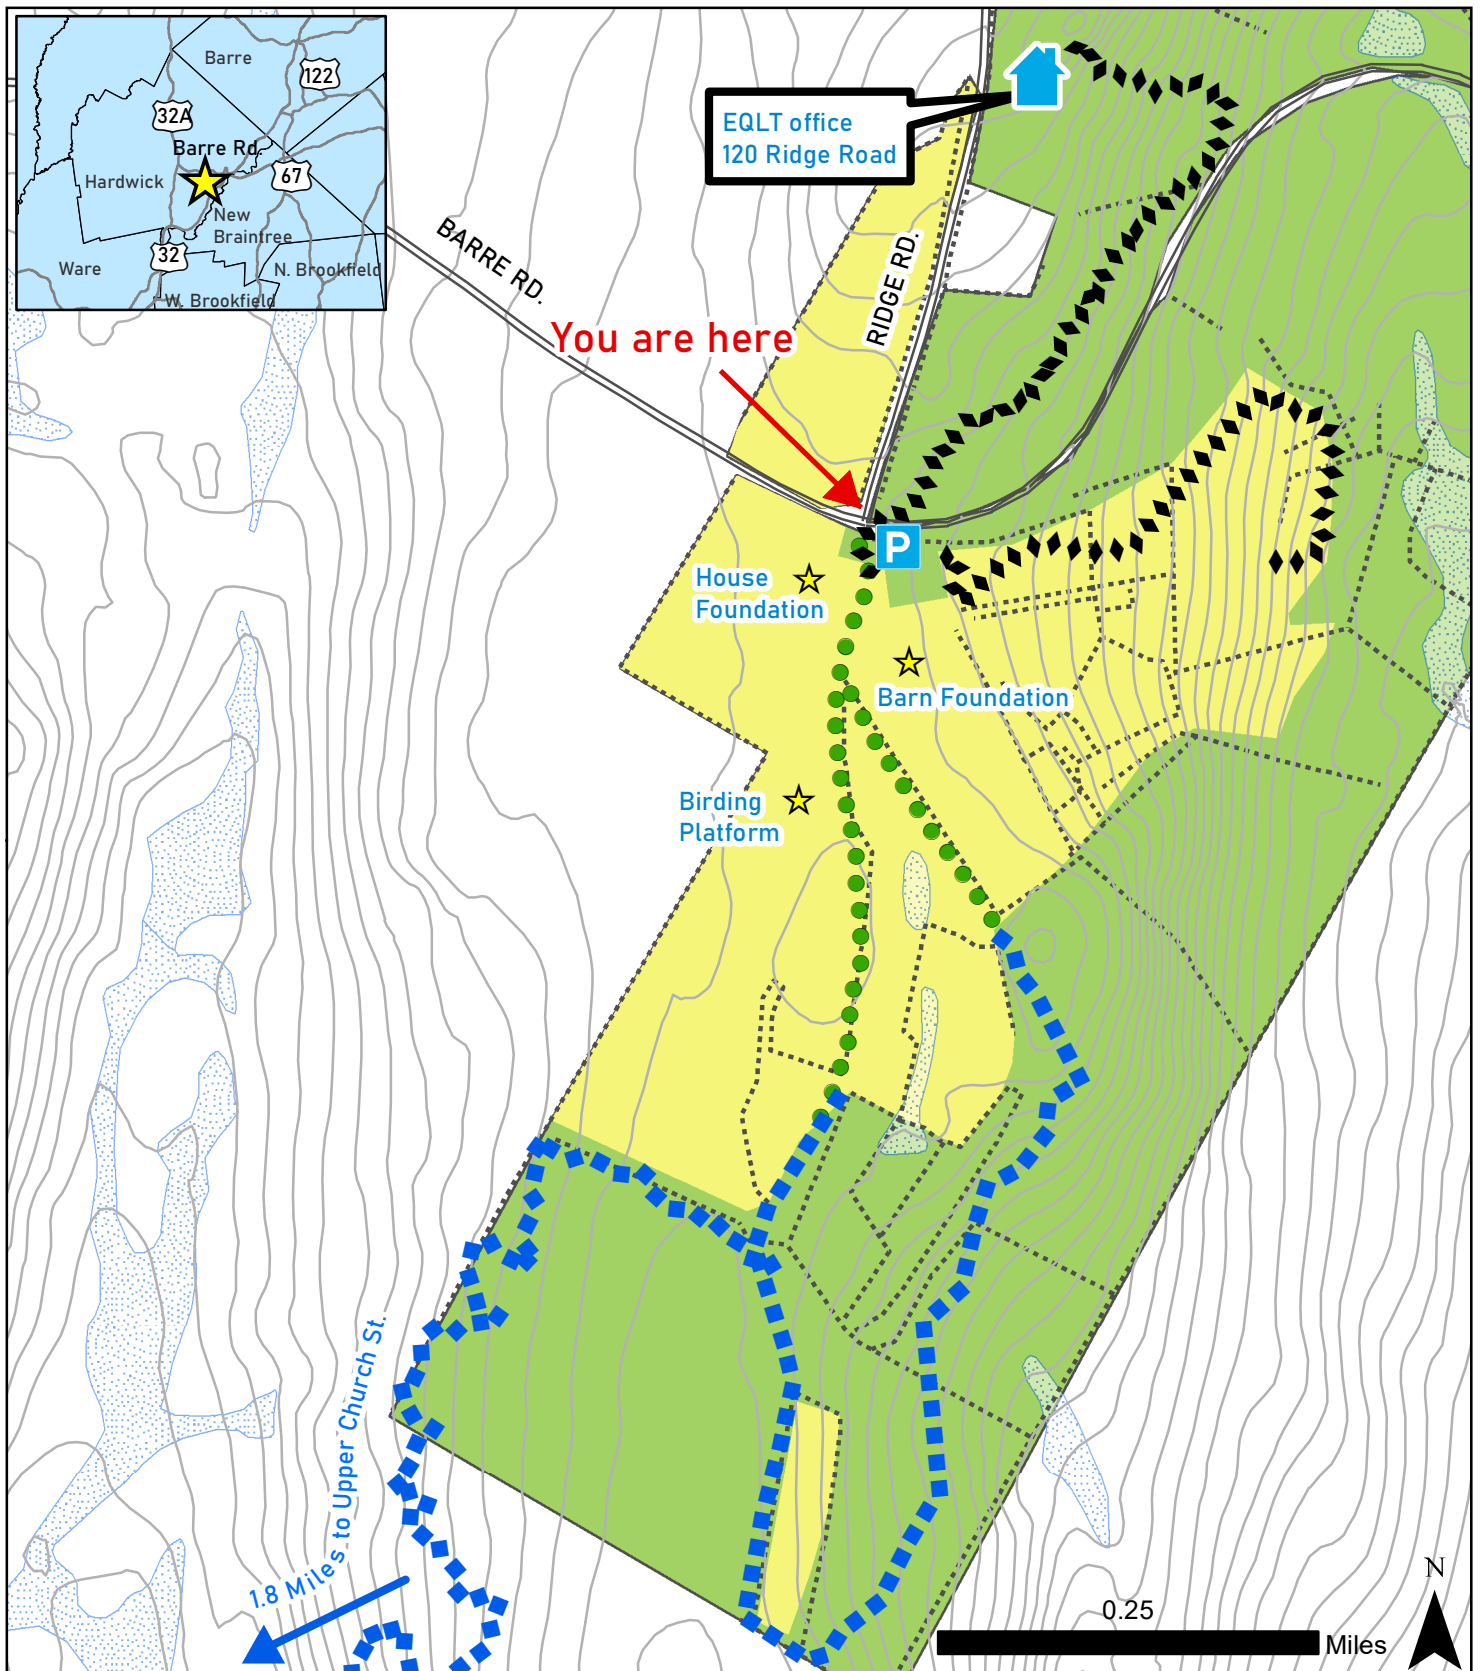 Barre
122
32A
Barre Rd.
67
Hardwick
New
Braintree
32
Ware
N. Brookfield
W. Brookfield
EQLT office
120 Ridge Road
BARRE RD.
RIDGE RD.
You are here
P
House
Foundation
Barn Foundation
Birding
Platform
1.8 Miles to Upper Church St.
N
0.25
Miles